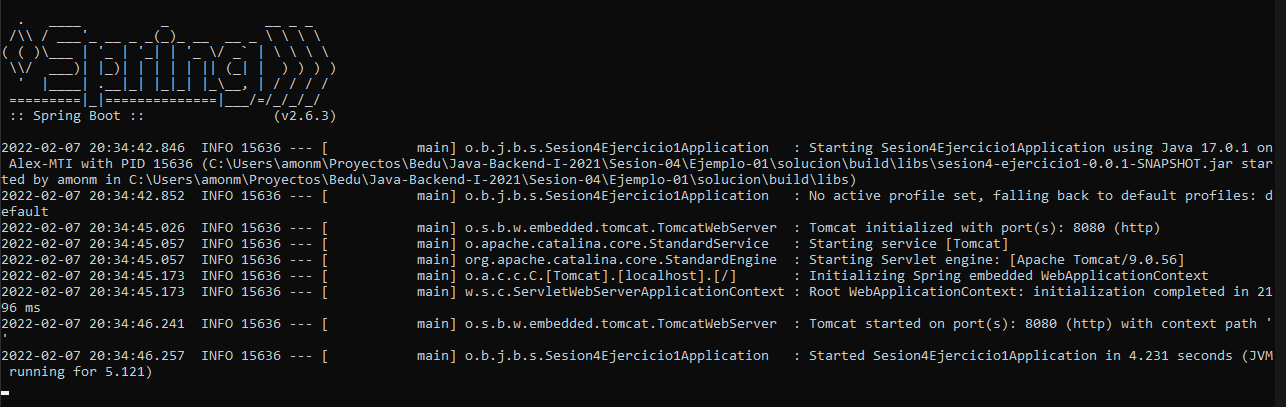 .   ____          _            __ _ _
 /\\ / ___'_ __ _ _(_)_ __  __ _ \ \ \ \
( ( )\___ | '_ | '_| | '_ \/ _` | \ \ \ \
 \\/  ___)| |_)| | | | | || (_| |  ) ) ) )
  '  |____| .__|_| |_|_| |_\__, | / / / /
 =========|_|==============|___/=/_/_/_/
 :: Spring Boot ::                (v2.6.3)

2022-02-07 20:34:42.846  INFO 15636 --- [           main] o.b.j.b.s.Sesion4Ejercicio1Application   : Starting Sesion4Ejercicio1Application using Java 17.0.1 on
 Alex-MTI with PID 15636 (C:\Users\amonm\Proyectos\Bedu\Java-Backend-I-2021\Sesion-04\Ejemplo-01\solucion\build\libs\sesion4-ejercicio1-0.0.1-SNAPSHOT.jar star
ted by amonm in C:\Users\amonm\Proyectos\Bedu\Java-Backend-I-2021\Sesion-04\Ejemplo-01\solucion\build\libs)
2022-02-07 20:34:42.852  INFO 15636 --- [           main] o.b.j.b.s.Sesion4Ejercicio1Application   : No active profile set, falling back to default profiles: d
efault
2022-02-07 20:34:45.026  INFO 15636 --- [           main] o.s.b.w.embedded.tomcat.TomcatWebServer  : Tomcat initialized with port(s): 8080 (http)
2022-02-07 20:34:45.057  INFO 15636 --- [           main] o.apache.catalina.core.StandardService   : Starting service [Tomcat]
2022-02-07 20:34:45.057  INFO 15636 --- [           main] org.apache.catalina.core.StandardEngine  : Starting Servlet engine: [Apache Tomcat/9.0.56]
2022-02-07 20:34:45.173  INFO 15636 --- [           main] o.a.c.c.C.[Tomcat].[localhost].[/]       : Initializing Spring embedded WebApplicationContext
2022-02-07 20:34:45.173  INFO 15636 --- [           main] w.s.c.ServletWebServerApplicationContext : Root WebApplicationContext: initialization completed in 21
96 ms
2022-02-07 20:34:46.241  INFO 15636 --- [           main] o.s.b.w.embedded.tomcat.TomcatWebServer  : Tomcat started on port(s): 8080 (http) with context path '
'
2022-02-07 20:34:46.257  INFO 15636 --- [           main] o.b.j.b.s.Sesion4Ejercicio1Application   : Started Sesion4Ejercicio1Application in 4.231 seconds (JVM
 running for 5.121)